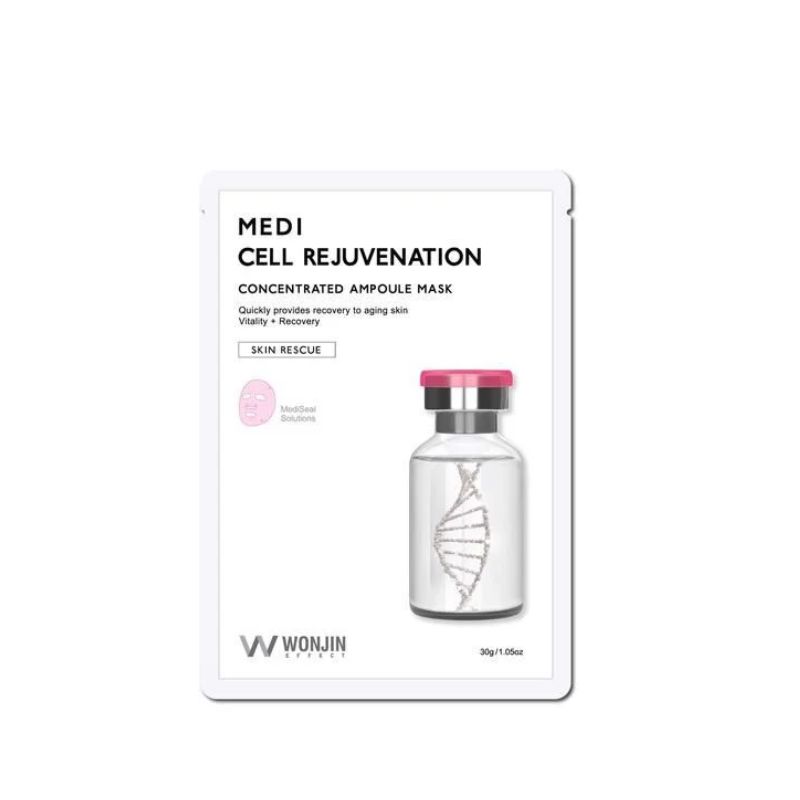 MEDI
CELL REJUVENATION
CONCENTRATED AMPOULE MASK
Quickly provides recovery to aging skin
Vitality + Recovery
SKIN RESCUE
MediSeal
Solutions
WONJIN
EFFECT
30g/1.05oz